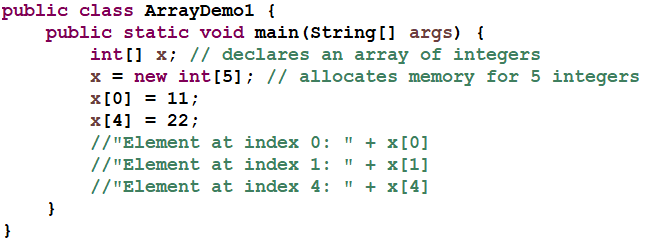 public class ArrayDemo1 {
    public static void main(String[] args) {
        int[] x; // declares an array of integers
        x = new int[5]; // allocates memory for 5 integers
        x[0] = 11;
        x[4] = 22;
        //"Element at index 0: " + x[0]
        //"Element at index 1: " + x[1]
        //"Element at index 4: " + x[4]
    }
}